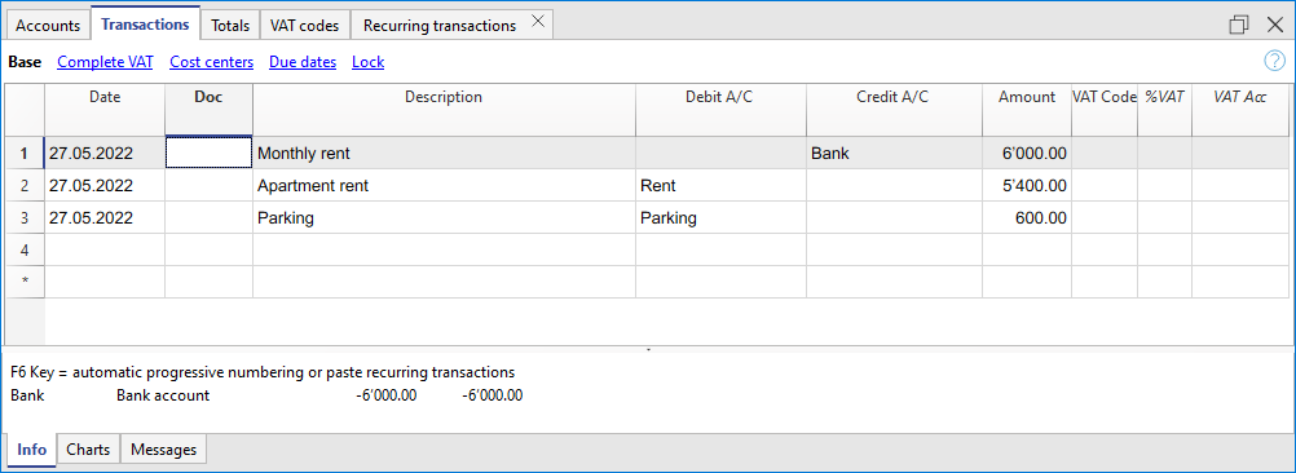 Accounts Transactions Totals VAT codes Recurring transactions
Base Complete VAT Cost centers Due dates Lock ?
Date Doc Description Debit A/C Credit A/C Amount VAT Code %VAT VAT Acc
1 27.05.2022 Monthly rent Bank 6'000.00
2 27.05.2022 Apartment rent Rent 5'400.00
3 27.05.2022 Parking Parking 600.00
4
*
F6 Key = automatic progressive numbering or paste recurring transactions
Bank Bank account -6'000.00 -6'000.00
Info Charts Messages